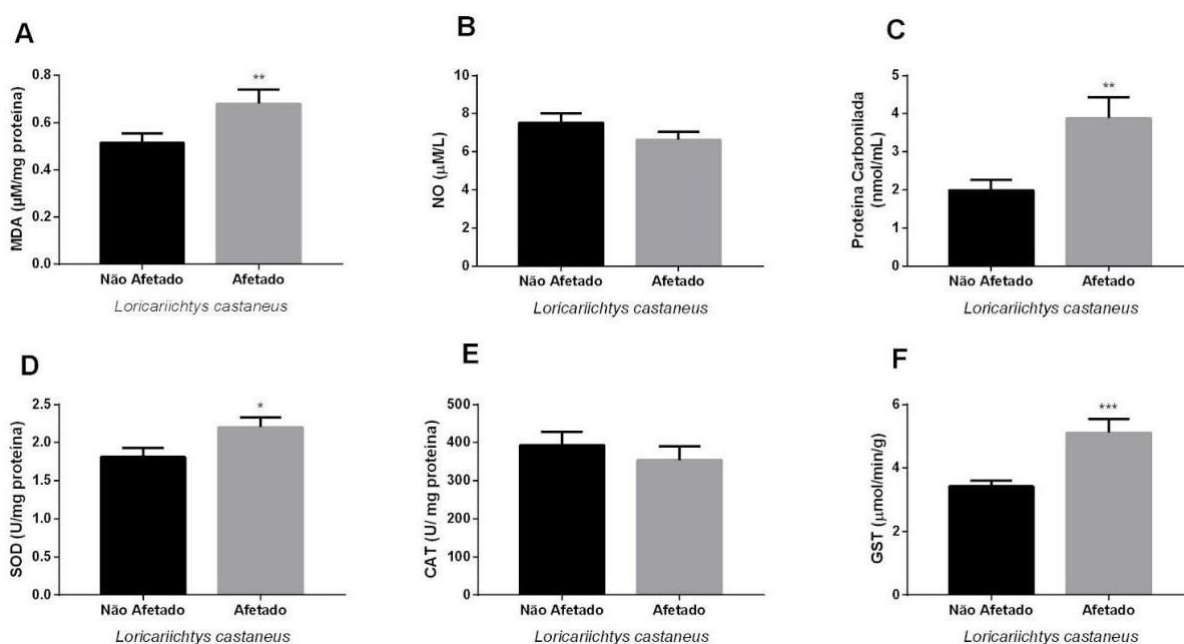 A
MDA (µM/mg proteina)
0.8
0.6
0.4
0.2
0.0
**
Não Afetado Afetado
Loricariichtys castaneus
B
NO (µM/L)
10
8
6
4
2
0
Não Afetado Afetado
Loricariichtys castaneus
C
Proteina Carbonilada
(nmol/mL)
5
4
3
2
1
0
**
Não Afetado Afetado
Loricariichtys castaneus
D
SOD (U/mg proteina)
2.5
2.0
1.5
1.0
0.5
0.0
*
Não Afetado Afetado
Loricariichtys castaneus
E
CAT (U/ mg proteina)
500
400
300
200
100
0
Não Afetado Afetado
Loricariichtys castaneus
F
GST (µmol/min/g)
6
4
2
0
***
Não Afetado Afetado
Loricariichtys castaneus